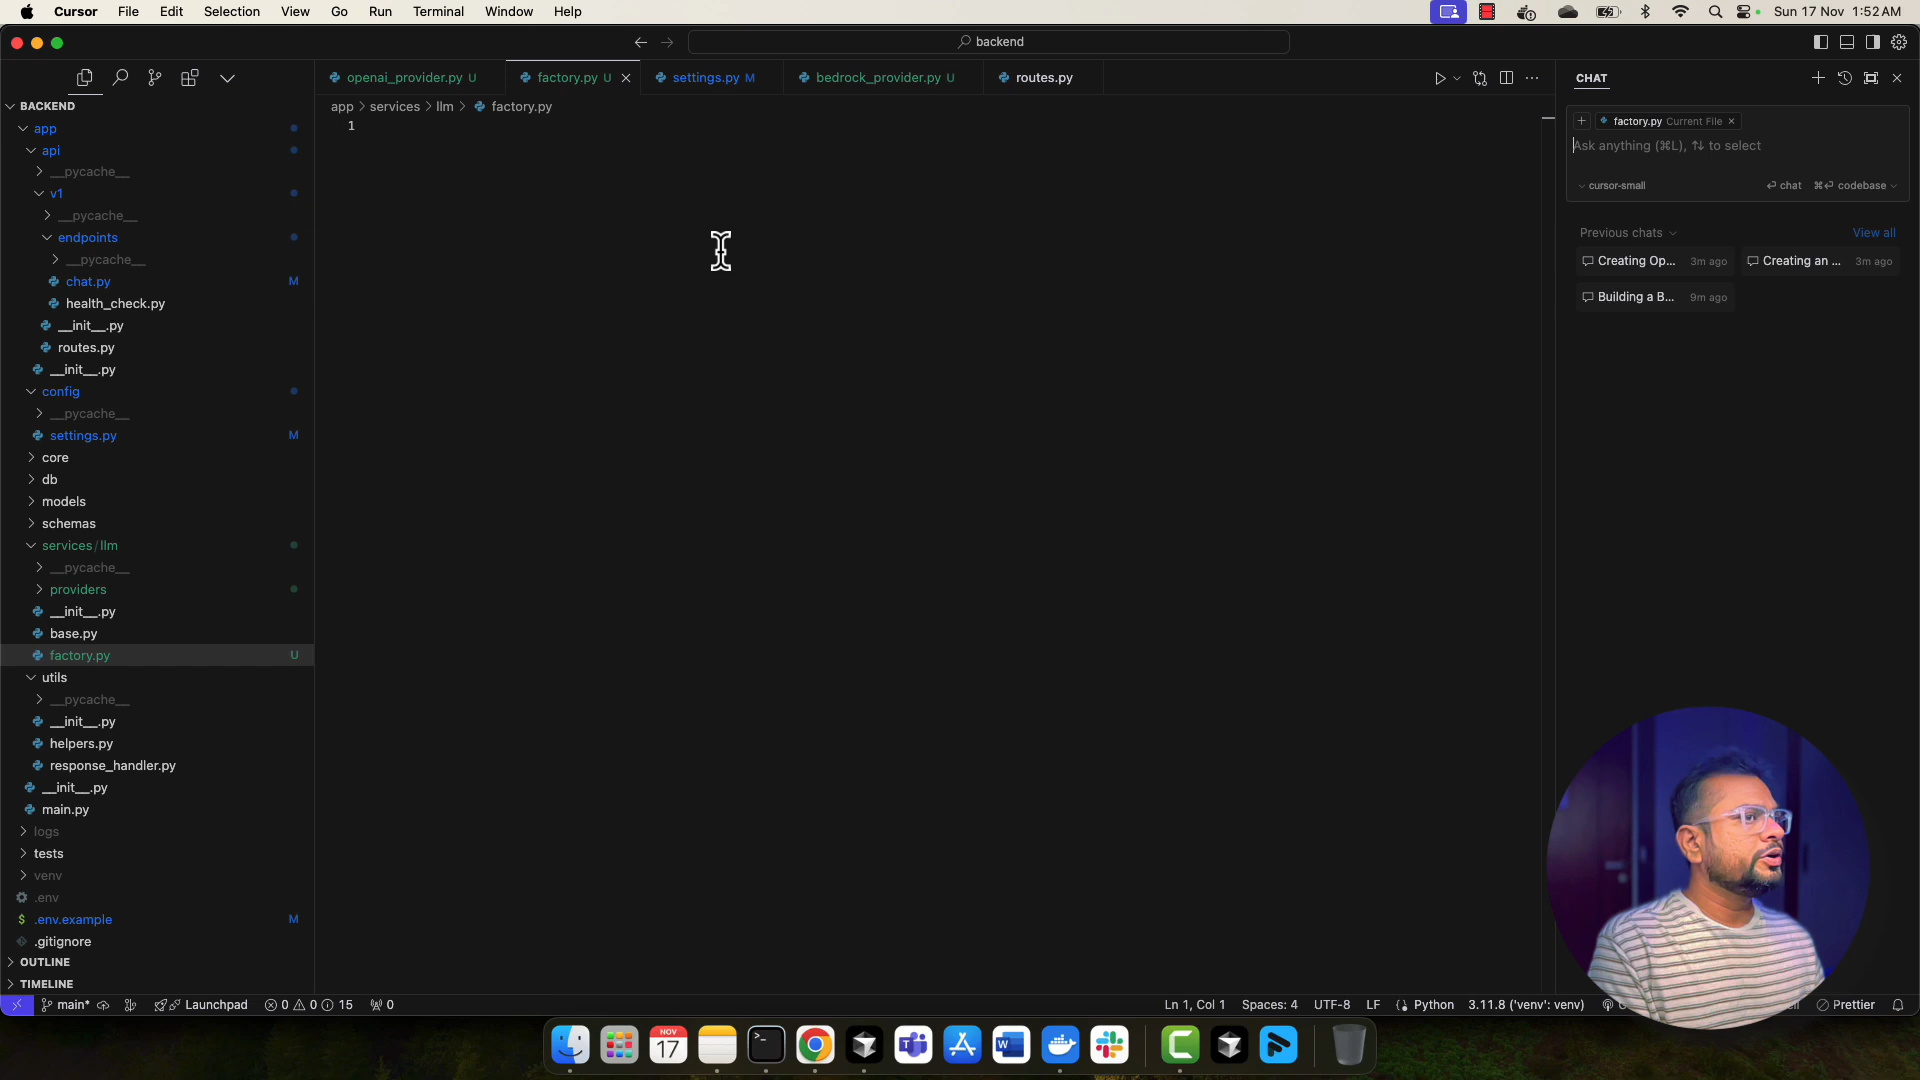 Cursor File Edit Selection View Go Run Terminal Window Help Sun 17 Nov 1:52 AM
backend
openai_provider.py U factory.py U settings.py M bedrock_provider.py U routes.py CHAT
BACKEND
app > services > llm > factory.py
1
app
api
__pycache__
v1
__pycache__
endpoints
__pycache__
chat.py M
health_check.py
__init__.py
routes.py
__init__.py
config
__pycache__
settings.py M
core
db
models
schemas
services/llm
__pycache__
providers
__init__.py
base.py
factory.py U
utils
__pycache__
__init__.py
helpers.py
response_handler.py
__init__.py
main.py
logs
tests
venv
.env
$ .env.example M
.gitignore
OUTLINE
TIMELINE
+ factory.py Current File
Ask anything (⌘L), ↑↓ to select
cursor-small chat ⌘ codebase
Previous chats View all
Creating Op... 3m ago Creating an ... 3m ago
Building a B... 9m ago
main* Launchpad 0 0 15 0 Ln 1, Col 1 Spaces: 4 UTF-8 LF Python 3.11.8 ('venv': venv) Prettier
NOV
17